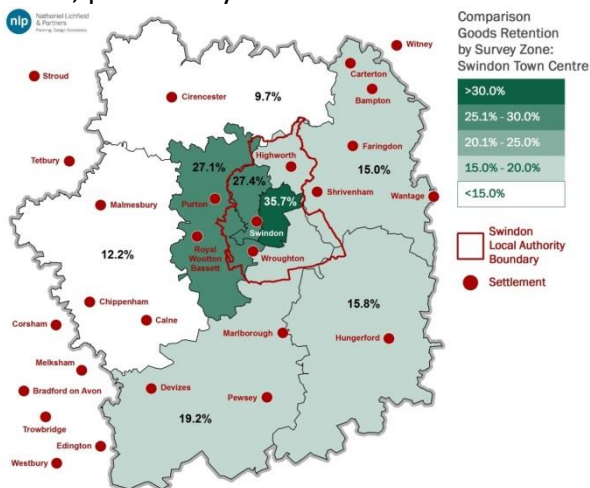 nlp
Nathaniel Lichfield
& Partners
Planning. Design. Economics.
Comparison
Goods Retention
by Survey Zone:
Swindon Town Centre
>30.0%
25.1% - 30.0%
20.1% - 25.0%
15.0% - 20.0%
<15.0%
Swindon
Local Authority
Boundary
Settlement
Witney
Stroud
Carterton
Bampton
Cirencester
9.7%
Faringdon
15.0%
Highworth
Tetbury
27.1%
27.4%
Shrivenham
Wantage
Malmesbury
Purton
35.7%
Swindon
12.2%
Royal
Wootton
Bassett
Wroughton
15.8%
Chippenham
Calne
Corsham
Marlborough
Hungerford
Melksham
Bradford on Avon
Devizes
Pewsey
Trowbridge
19.2%
Edington
Westbury